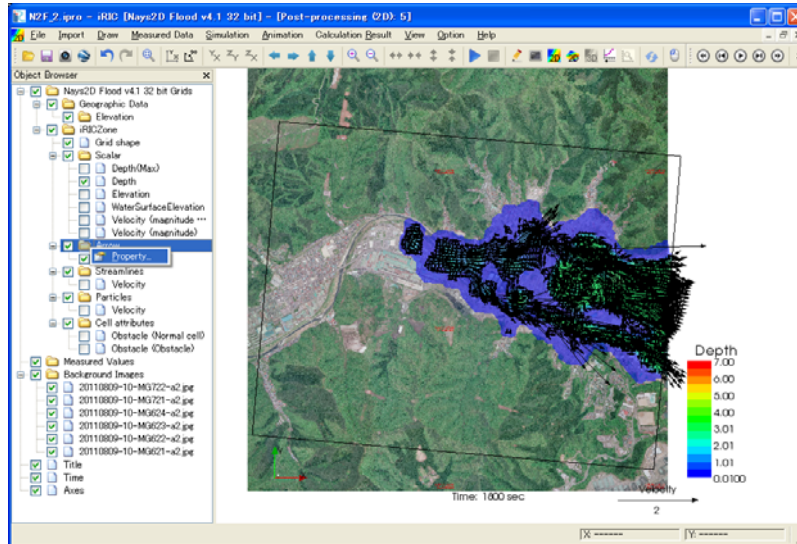 N2F_2.ipro - iRIC [Nays2D Flood v4.1 32 bit] - [Post-processing (2D): 5]
File Import Draw Measured Data Simulation Animation Calculation Result View Option Help
Object Browser
Nays2D Flood v4.1 32 bit Grids
Geographic Data
Elevation
iRICZone
Grid shape
Scalar
Depth(Max)
Depth
Elevation
WaterSurfaceElevation
Velocity (magnitude ...
Velocity (magnitude)
Arrow
Property...
Streamlines
Velocity
Particles
Velocity
Cell attributes
Obstacle (Normal cell)
Obstacle (Obstacle)
Measured Values
Background Images
20110809-10-MG722-a2.jpg
20110809-10-MG721-a2.jpg
20110809-10-MG624-a2.jpg
20110809-10-MG623-a2.jpg
20110809-10-MG622-a2.jpg
20110809-10-MG621-a2.jpg
Title
Time
Axes
Depth
7.00
6.00
5.00
4.00
3.01
2.01
1.01
0.0100
Time: 1800 sec
Velocity
2
X: ------
Y: ------